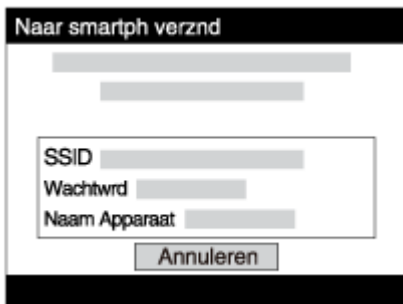 Naar smartph verznd
SSID
Wachtwrd
Naam Apparaat
Annuleren